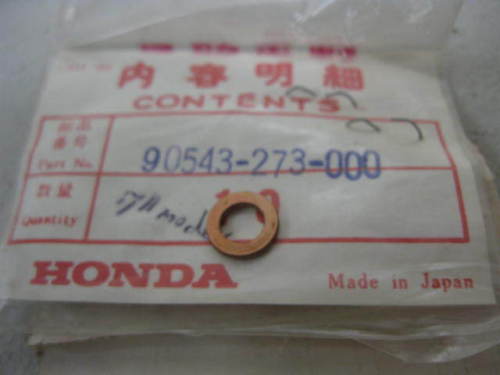 内容明細
CONTENTS
部品番号
Part No.
90543-273-000
数量
Quantity
HONDA
Made in Japan